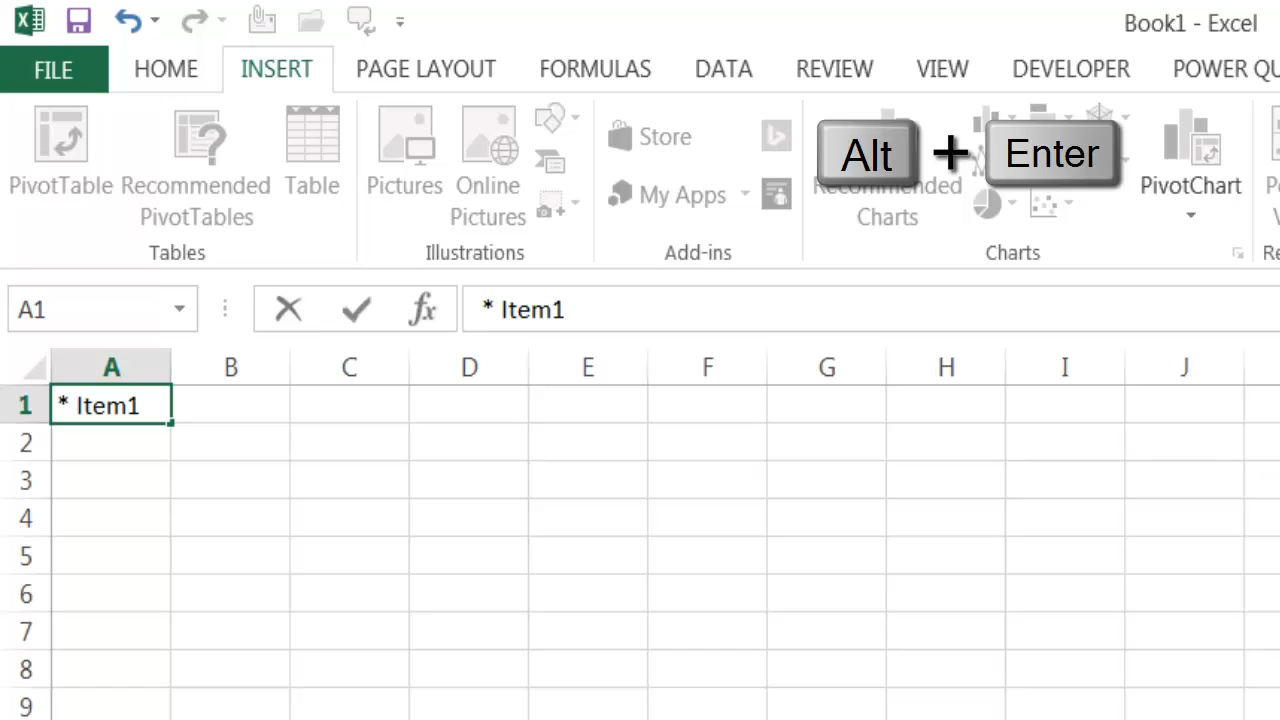 Book1 - Excel
FILE HOME INSERT PAGE LAYOUT FORMULAS DATA REVIEW VIEW DEVELOPER POWER QU
PivotTable Recommended PivotTables Table
Tables
Pictures Online Pictures
Illustrations
Store
My Apps
Add-ins
Alt + Enter
Recommended Charts
PivotChart
Charts
Re
A1 fx * Item1
A B C D E F G H I J
1 * Item1
2
3
4
5
6
7
8
9